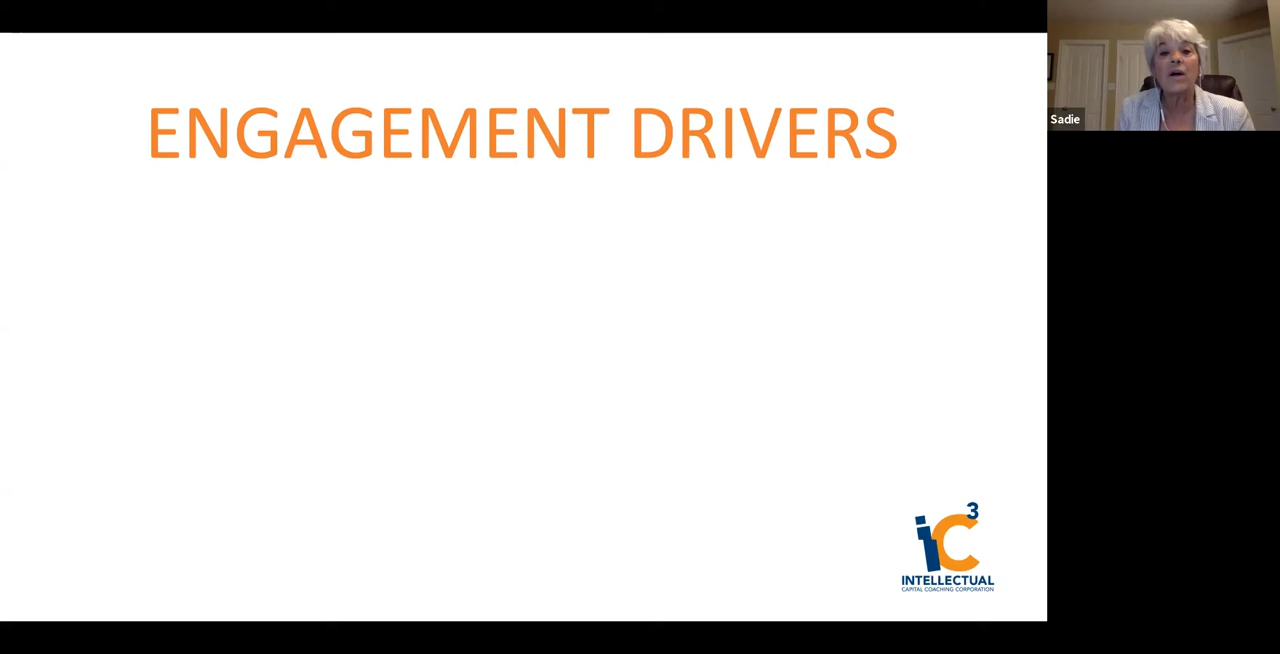 ENGAGEMENT DRIVERS
Sadie
iC3
INTELLECTUAL
CAPITAL COACHING CORPORATION